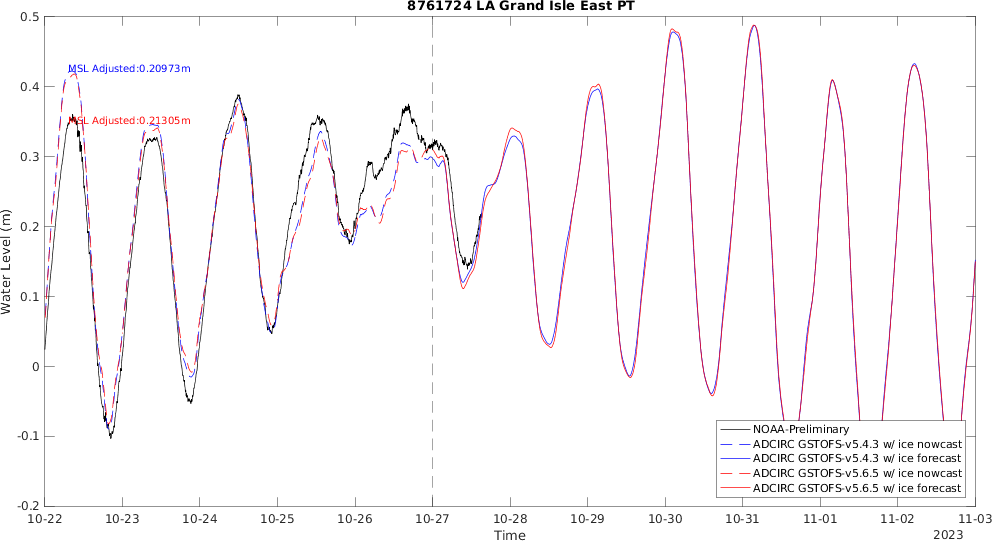 8761724 LA Grand Isle East PT
0.5
0.4
0.3
0.2
0.1
0
-0.1
-0.2
Water Level (m)
MSL Adjusted:0.20973m
MSL Adjusted:0.21305m
NOAA-Preliminary
ADCIRC GSTOFS-v5.4.3 w/ ice nowcast
ADCIRC GSTOFS-v5.4.3 w/ ice forecast
ADCIRC GSTOFS-v5.6.5 w/ ice nowcast
ADCIRC GSTOFS-v5.6.5 w/ ice forecast
10-22 10-23 10-24 10-25 10-26 10-27 10-28 10-29 10-30 10-31 11-01 11-02 11-03
Time
2023